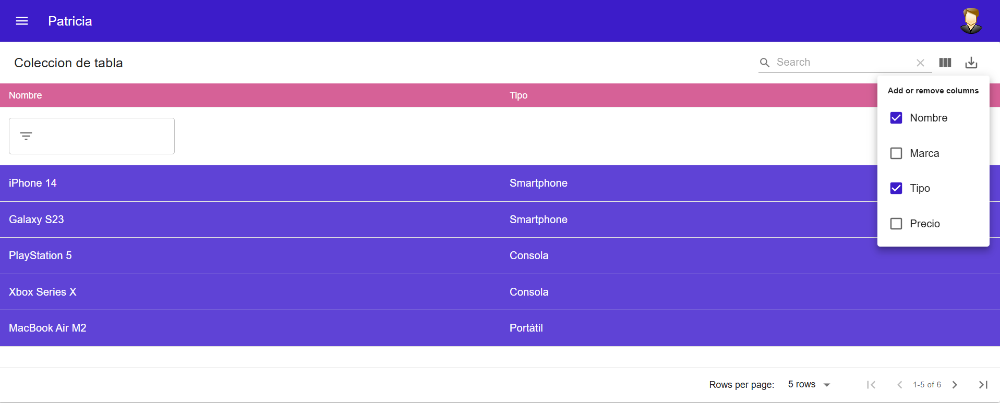 Patricia
Coleccion de tabla
Search
Nombre Tipo
Add or remove columns
Nombre
Marca
Tipo
Precio
iPhone 14 Smartphone
Galaxy S23 Smartphone
PlayStation 5 Consola
Xbox Series X Consola
MacBook Air M2 Portátil
Rows per page: 5 rows 1-5 of 6